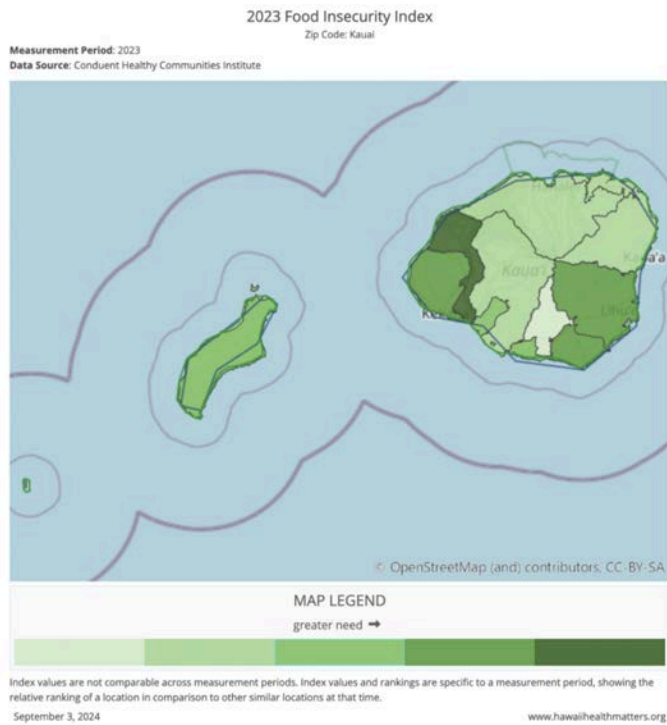 2023 Food Insecurity Index
Zip Code: Kauai
Measurement Period: 2023
Data Source: Conduent Healthy Communities Institute
Kaua'i
© OpenStreetMap (and) contributors, CC-BY-SA
MAP LEGEND
greater need ➡
Index values are not comparable across measurement periods. Index values and rankings are specific to a measurement period, showing the
relative ranking of a location in comparison to other similar locations at that time.
September 3, 2024
www.hawaiihealthmatters.org